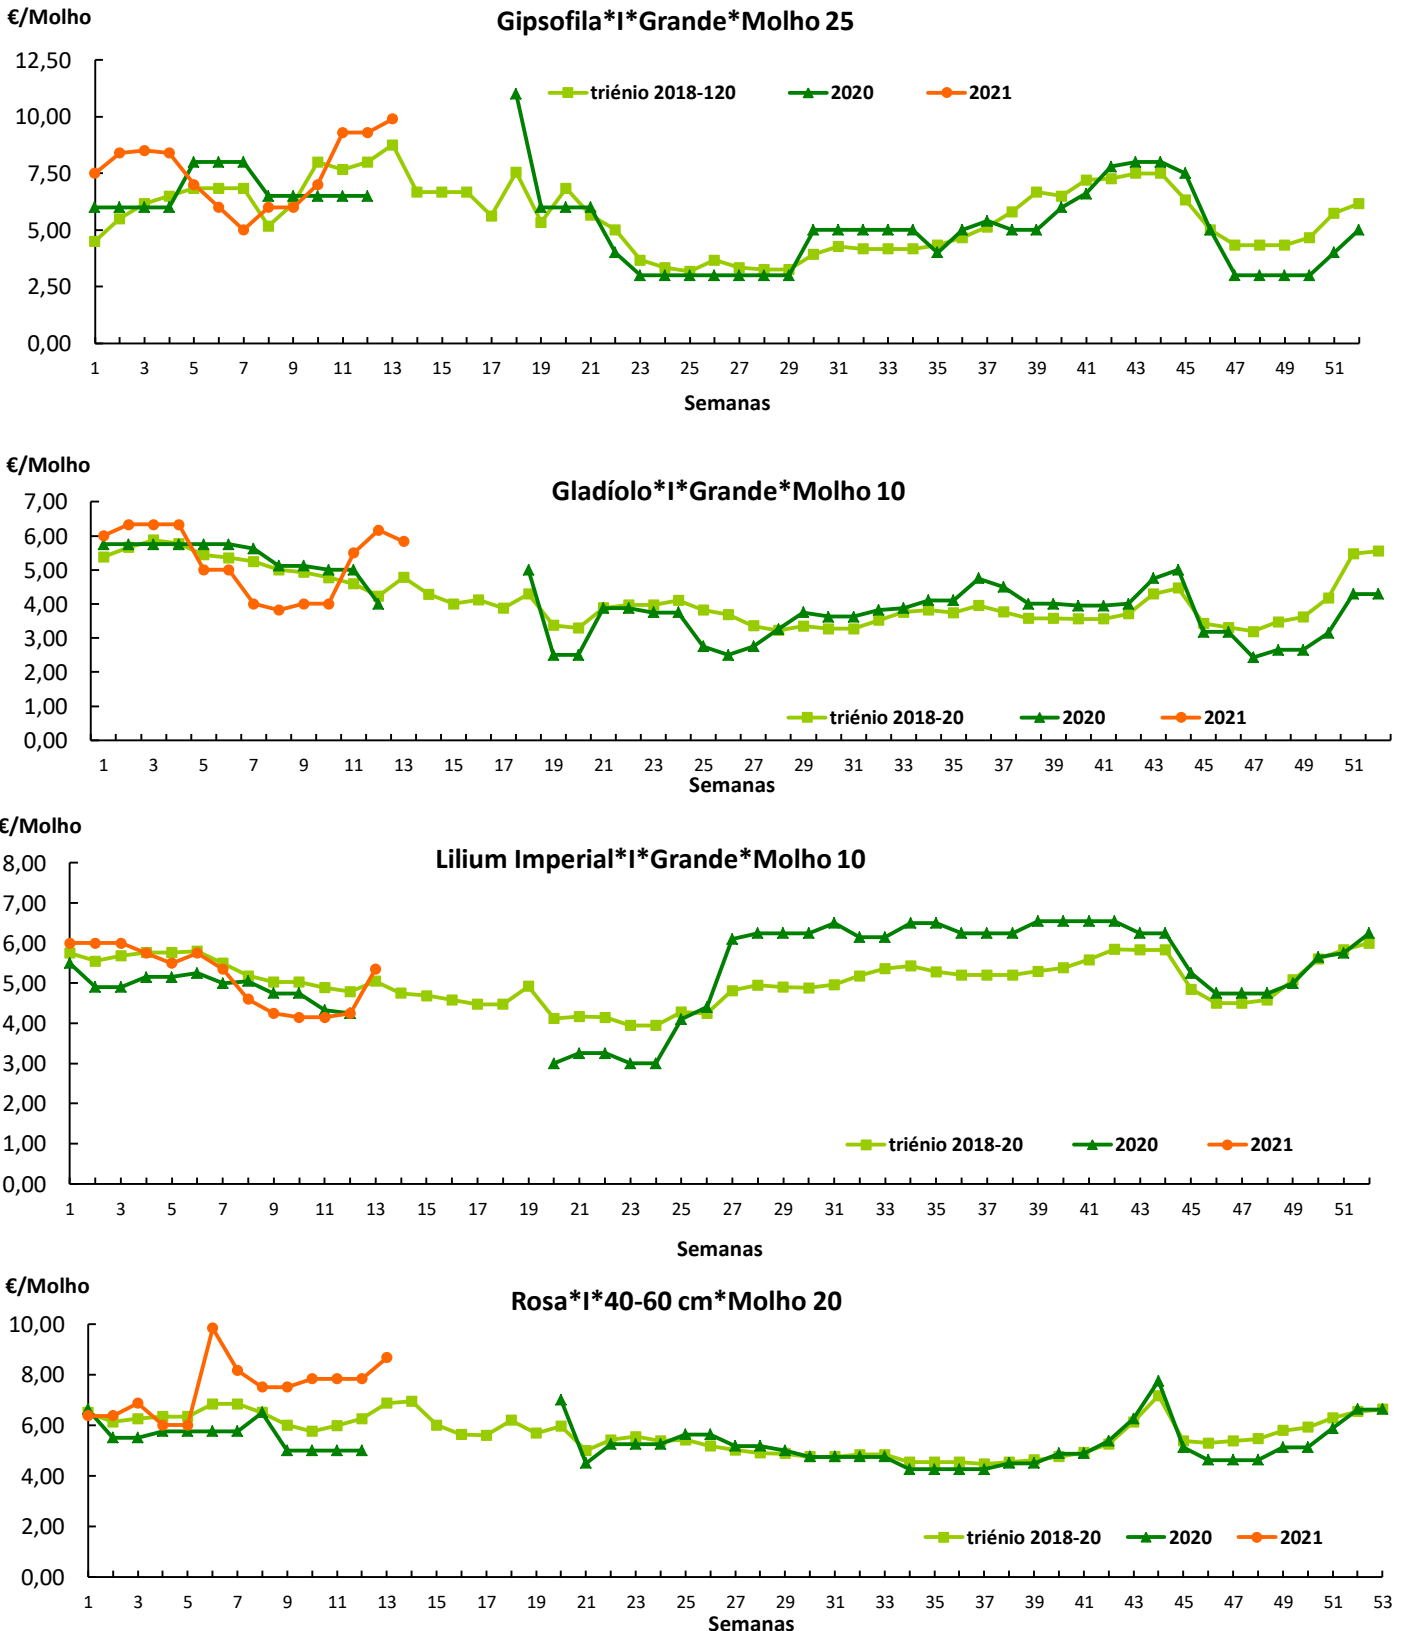 €/Molho
Gipsofila*I*Grande*Molho 25
12,50
10,00
7,50
5,00
2,50
0,00
triénio 2018-120 2020 2021
1 3 5 7 9 11 13 15 17 19 21 23 25 27 29 31 33 35 37 39 41 43 45 47 49 51
Semanas
€/Molho
Gladíolo*I*Grande*Molho 10
7,00
6,00
5,00
4,00
3,00
2,00
1,00
0,00
triénio 2018-20 2020 2021
1 3 5 7 9 11 13 15 17 19 21 23 25 27 29 31 33 35 37 39 41 43 45 47 49 51
Semanas
€/Molho
Lilium Imperial*I*Grande*Molho 10
8,00
7,00
6,00
5,00
4,00
3,00
2,00
1,00
0,00
triénio 2018-20 2020 2021
1 3 5 7 9 11 13 15 17 19 21 23 25 27 29 31 33 35 37 39 41 43 45 47 49 51
Semanas
€/Molho
Rosa*I*40-60 cm*Molho 20
10,00
8,00
6,00
4,00
2,00
0,00
triénio 2018-20 2020 2021
1 3 5 7 9 11 13 15 17 19 21 23 25 27 29 31 33 35 37 39 41 43 45 47 49 51 53
Semanas